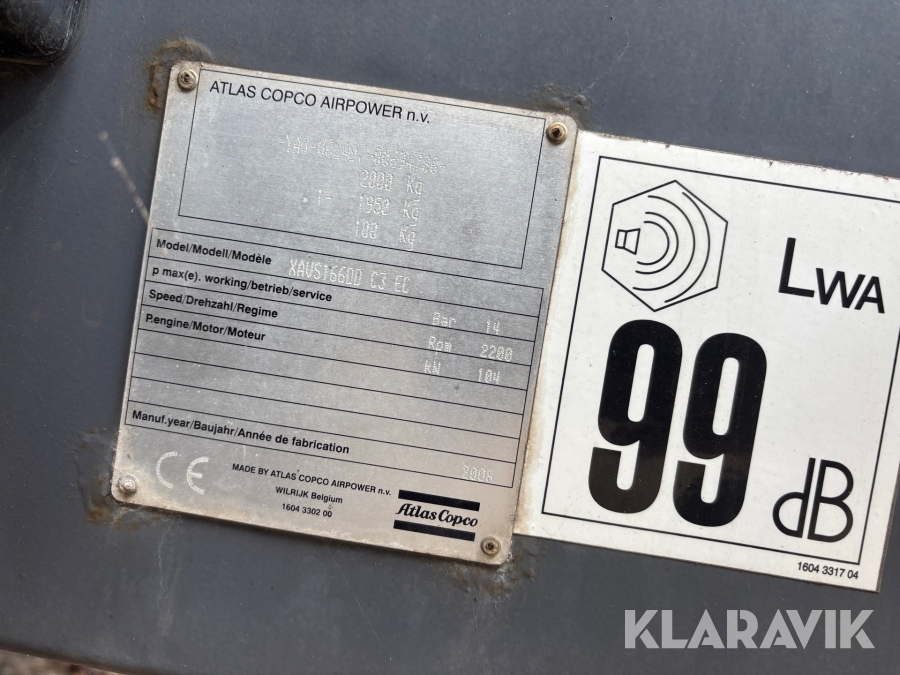 ATLAS COPCO AIRPOWER n.v.
2000 Kg
1- 1950 Kg
100 Kg
Model/Modell/Modèle XAVS166DD C3 EC
p max(e). working/betrieb/service Bar 14
Speed/Drehzahl/Regime Rpm 2200
P.engine/Motor/Moteur kW 104
Manuf.year/Baujahr/Année de fabrication
CE
MADE BY ATLAS COPCO AIRPOWER n.v.
WILRIJK Belgium
1604 3302 00
Atlas Copco
LWA
99
dB
1604 3317 04
KLARAVIK